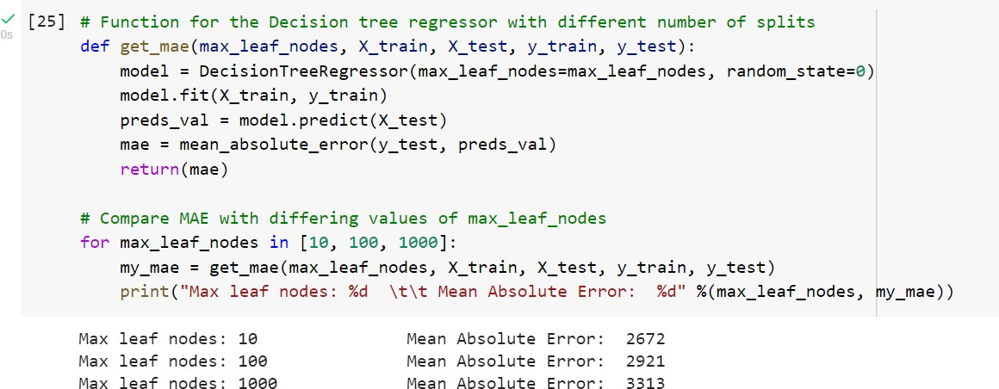 [25] # Function for the Decision tree regressor with different number of splits
def get_mae(max_leaf_nodes, X_train, X_test, y_train, y_test):
    model = DecisionTreeRegressor(max_leaf_nodes=max_leaf_nodes, random_state=0)
    model.fit(X_train, y_train)
    preds_val = model.predict(X_test)
    mae = mean_absolute_error(y_test, preds_val)
    return(mae)
0s
# Compare MAE with differing values of max_leaf_nodes
for max_leaf_nodes in [10, 100, 1000]:
    my_mae = get_mae(max_leaf_nodes, X_train, X_test, y_train, y_test)
    print("Max leaf nodes: %d  \t\t Mean Absolute Error:  %d" %(max_leaf_nodes, my_mae))
Max leaf nodes: 10               Mean Absolute Error:  2672
Max leaf nodes: 100              Mean Absolute Error:  2921
Max leaf nodes: 1000             Mean Absolute Error:  3313